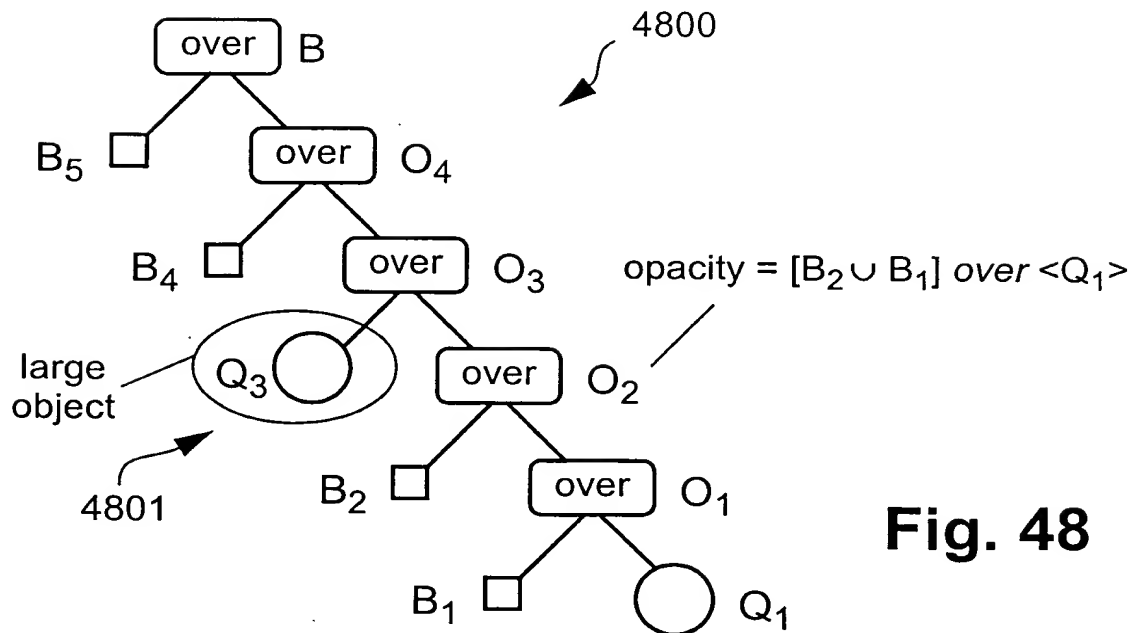 4800
over B
B5
over O4
B4
over O3
opacity = [B2 ∪ B1] over <Q1>
large
object
Q3
over O2
4801
B2
over O1
Fig. 48
B1
Q1